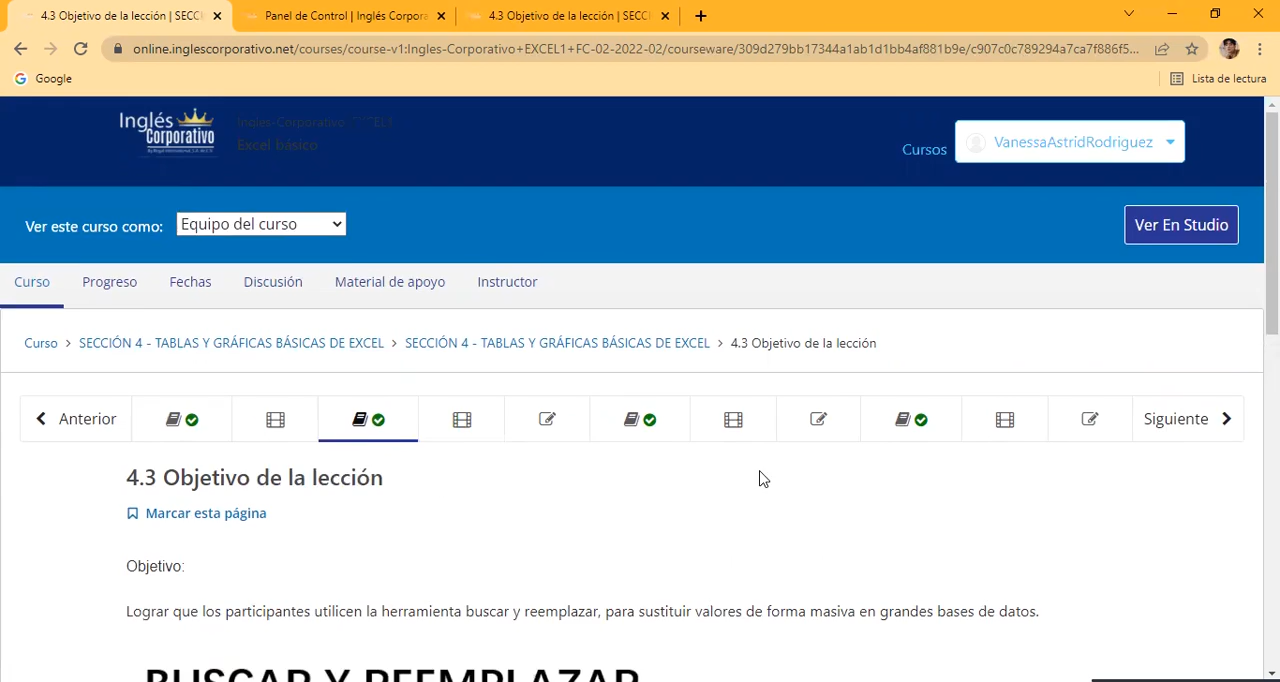 4.3 Objetivo de la lección | SECCI
Panel de Control | Inglés Corpora
4.3 Objetivo de la lección | SECCI
online.inglescorporativo.net/courses/course-v1:Ingles-Corporativo+EXCEL1+FC-02-2022-02/courseware/309d279bb17344a1ab1d1bb4af881b9e/c907c0c789294a7ca7f886f5...
Google
Lista de lectura
Inglés
Corporativo
Excel básico
Cursos
VanessaAstridRodriguez
Ver este curso como:
Equipo del curso
Ver En Studio
Curso
Progreso
Fechas
Discusión
Material de apoyo
Instructor
Curso > SECCIÓN 4 - TABLAS Y GRÁFICAS BÁSICAS DE EXCEL > SECCIÓN 4 - TABLAS Y GRÁFICAS BÁSICAS DE EXCEL > 4.3 Objetivo de la lección
Anterior
Siguiente
4.3 Objetivo de la lección
Marcar esta página
Objetivo:
Lograr que los participantes utilicen la herramienta buscar y reemplazar, para sustituir valores de forma masiva en grandes bases de datos.
BUSCAR Y REEMPLAZAR